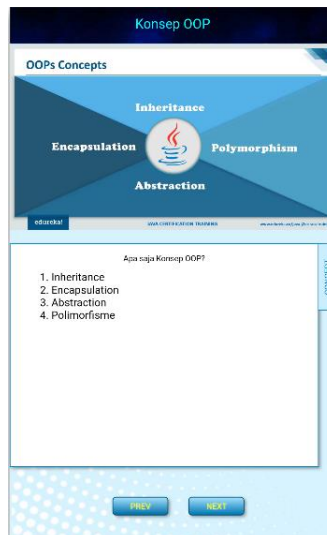 Konsep OOP
OOPs Concepts
Inheritance
Encapsulation
Polymorphism
Abstraction
edureka!
JAVA CERTIFICATION TRAINING
Apa saja Konsep OOP?
CONCEPT
1. Inheritance
2. Encapsulation
3. Abstraction
4. Polimorfisme
PREV
NEXT